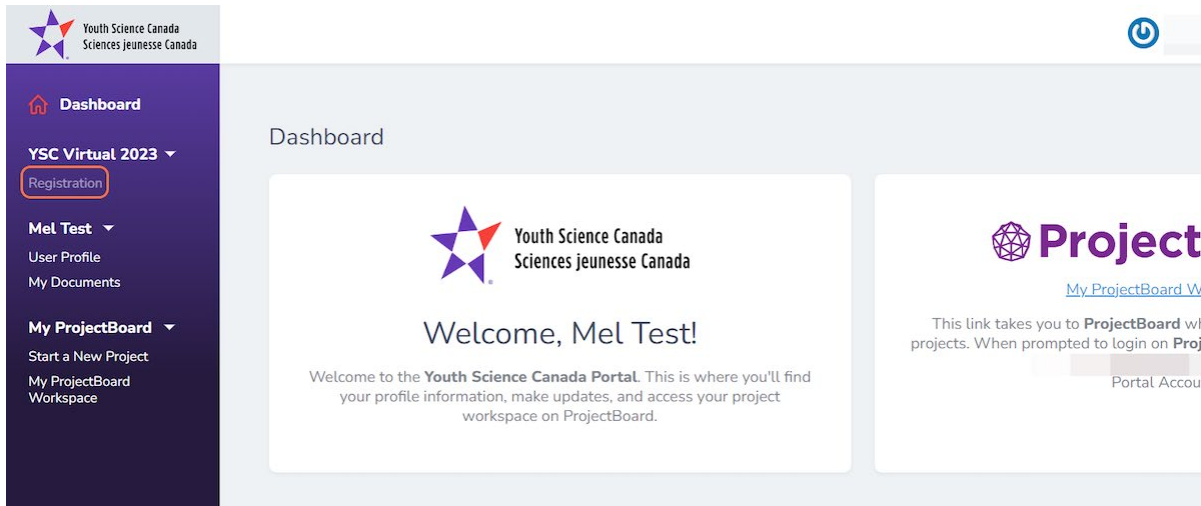 Youth Science Canada
Sciences jeunesse Canada
Dashboard
YSC Virtual 2023
Registration
Mel Test
User Profile
My Documents
My ProjectBoard
Start a New Project
My ProjectBoard
Workspace
Dashboard
Youth Science Canada
Sciences jeunesse Canada
Welcome, Mel Test!
Welcome to the Youth Science Canada Portal. This is where you'll find
your profile information, make updates, and access your project
workspace on ProjectBoard.
Project
My ProjectBoard W
This link takes you to ProjectBoard wh
projects. When prompted to login on Proj
Portal Accou